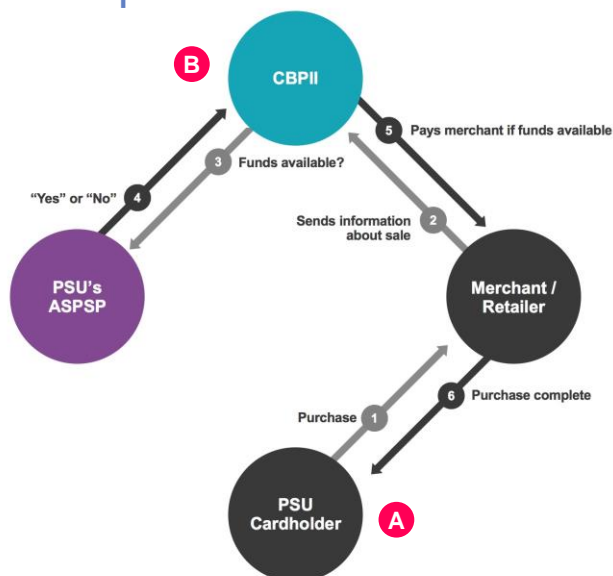 B
CBPII
5 Pays merchant if funds available
3 Funds available?
"Yes" or "No" 4
Sends information 2
about sale
PSU's
ASPSP
Merchant /
Retailer
6 Purchase complete
Purchase 1
PSU
Cardholder
A